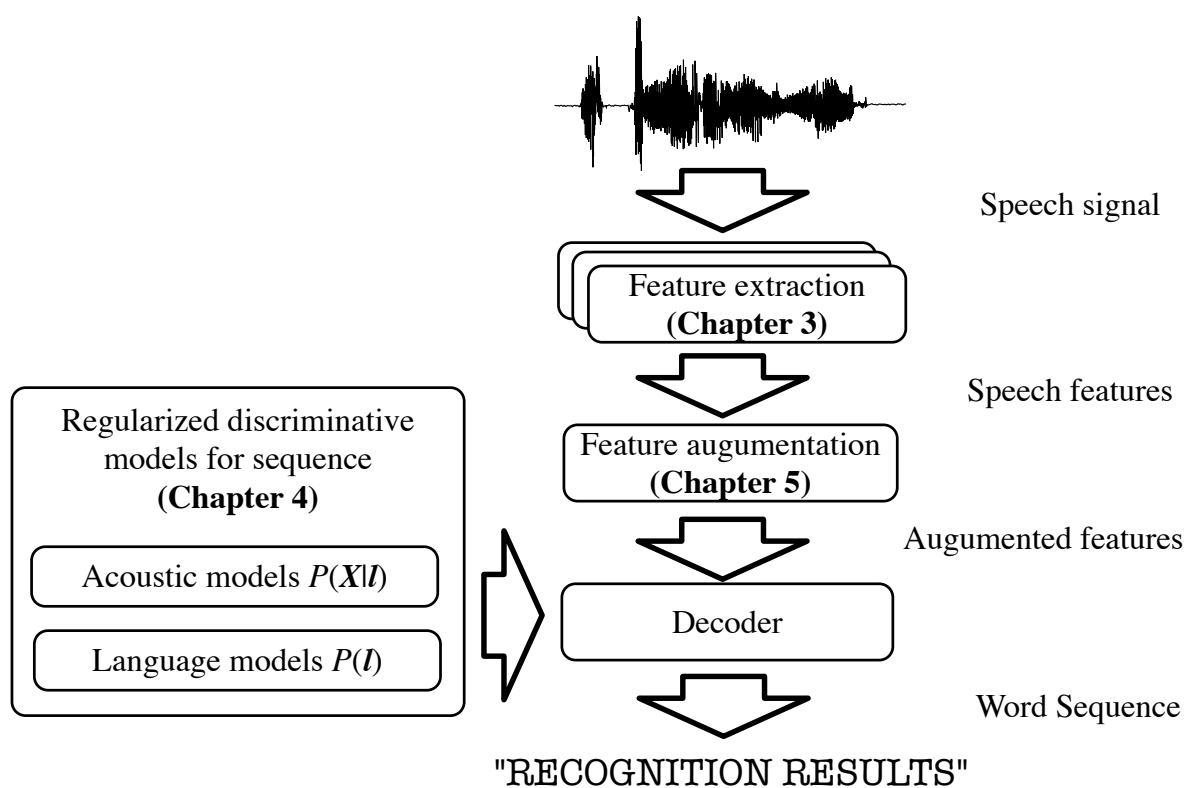 Speech signal
Feature extraction
(Chapter 3)
Speech features
Feature augumentation
(Chapter 5)
Augumented features
Regularized discriminative
models for sequence
(Chapter 4)
Acoustic models P(X|l)
Language models P(l)
Decoder
Word Sequence
"RECOGNITION RESULTS"